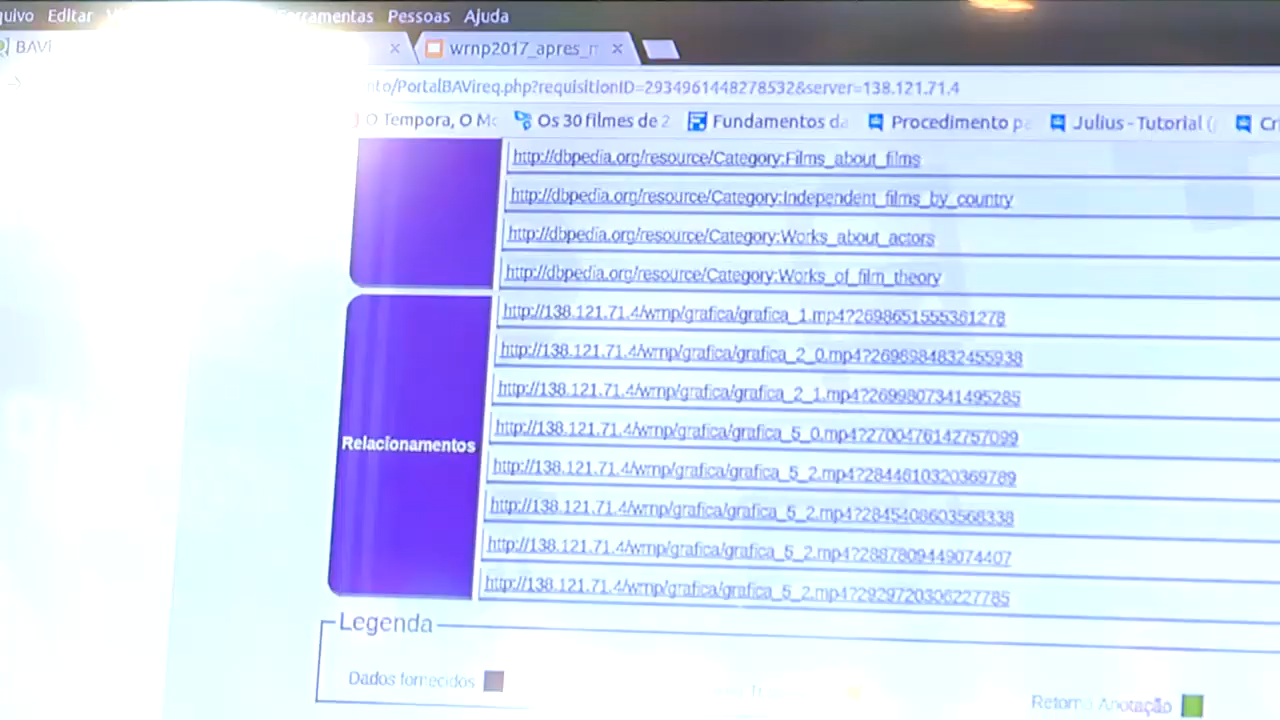 Editar Ferramentas Pessoas Ajuda
BAVi wrnp2017_apres_r
nto/PortalBAVireq.php?requisitionID=2934961448278532&server=138.121.71.4
O Tempora, O Mo Os 30 filmes de 2 Fundamentos da Procedimento pa Julius - Tutorial ( Cri
http://dbpedia.org/resource/Category:Films_about_films
http://dbpedia.org/resource/Category:Independent_films_by_country
http://dbpedia.org/resource/Category:Works_about_actors
http://dbpedia.org/resource/Category:Works_of_film_theory
Relacionamentos
http://138.121.71.4/wrnp/grafica/grafica_1.mp4?2698651555361278
http://138.121.71.4/wrnp/grafica/grafica_2_0.mp4?2698984832455938
http://138.121.71.4/wrnp/grafica/grafica_2_1.mp4?2699807341495285
http://138.121.71.4/wrnp/grafica/grafica_5_0.mp4?2700476142757099
http://138.121.71.4/wrnp/grafica/grafica_5_2.mp4?2844610320369789
http://138.121.71.4/wrnp/grafica/grafica_5_2.mp4?2845408603568338
http://138.121.71.4/wrnp/grafica/grafica_5_2.mp4?2887809449074407
http://138.121.71.4/wrnp/grafica/grafica_5_2.mp4?2929720306227785
Legenda
Dados fornecidos
Retorno Anotação